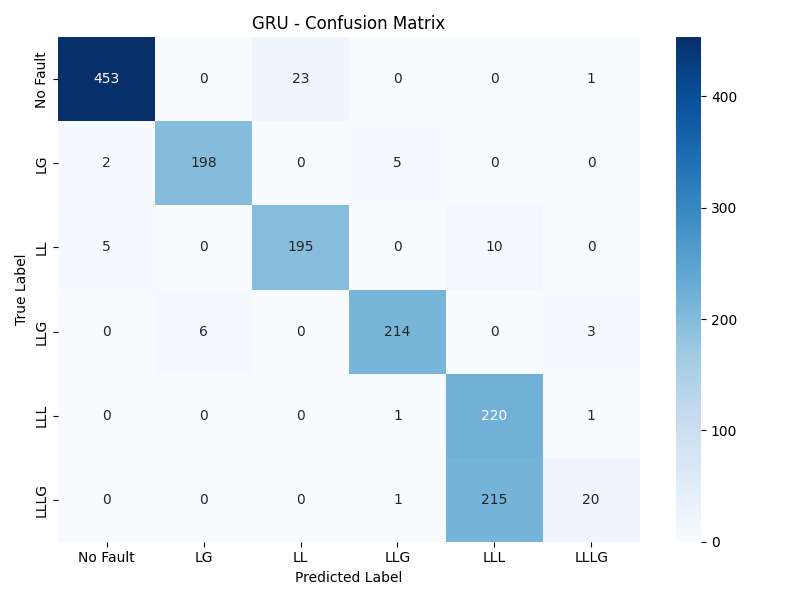 GRU - Confusion Matrix
No Fault 453 0 23 0 0 1
LG 2 198 0 5 0 0
LL 5 0 195 0 10 0
LLG 0 6 0 214 0 3
LLL 0 0 0 1 220 1
LLLG 0 0 0 1 215 20
No Fault LG LL LLG LLL LLLG
Predicted Label
True Label
400
300
200
100
0